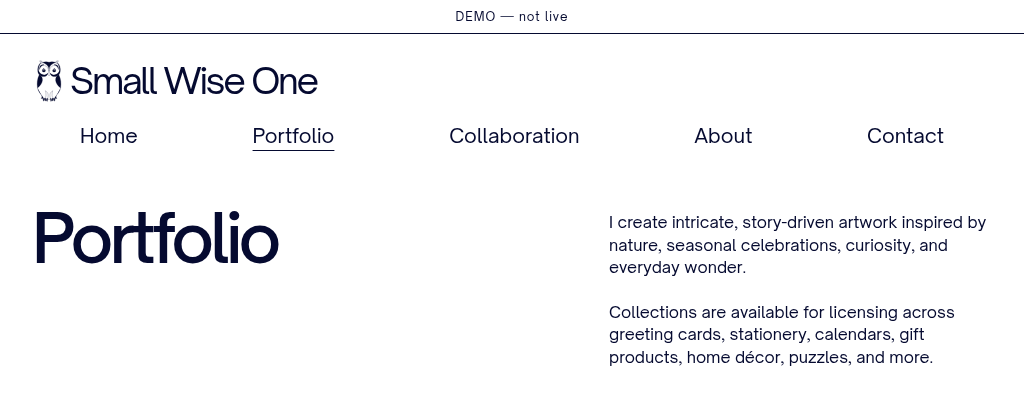 DEMO — not live
Small Wise One
Home Portfolio Collaboration About Contact
Portfolio
I create intricate, story-driven artwork inspired by
nature, seasonal celebrations, curiosity, and
everyday wonder.
Collections are available for licensing across
greeting cards, stationery, calendars, gift
products, home décor, puzzles, and more.